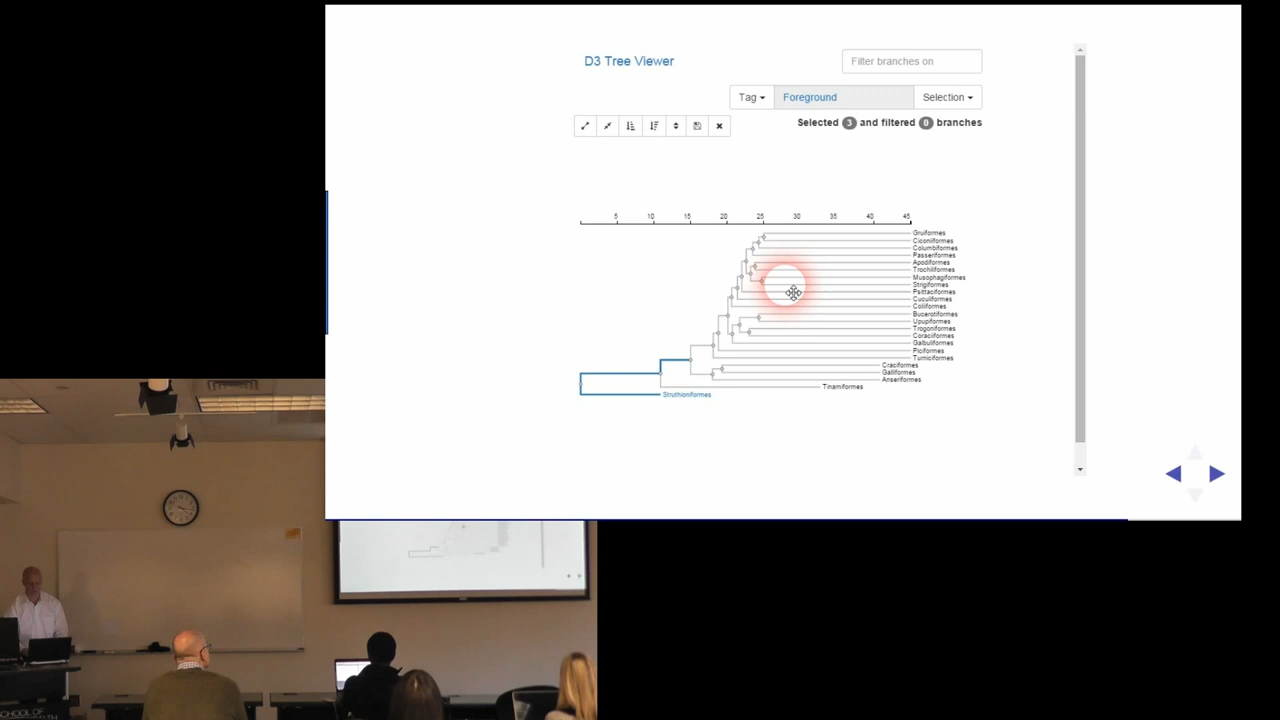 D3 Tree Viewer
Filter branches on
Tag Foreground Selection
Selected 3 and filtered 0 branches
5 10 15 20 25 30 35 40 45
Gruiformes
Ciconiiformes
Columbiformes
Passeriformes
Apodiformes
Trochiliformes
Musophagiformes
Strigiformes
Psittaciformes
Cuculiformes
Coliiformes
Bucerotiformes
Upupiformes
Trogoniformes
Coraciiformes
Galbuliformes
Piciformes
Turniciformes
Craciformes
Galliformes
Anseriformes
Tinamiformes
Struthioniformes
SCHOOL OF